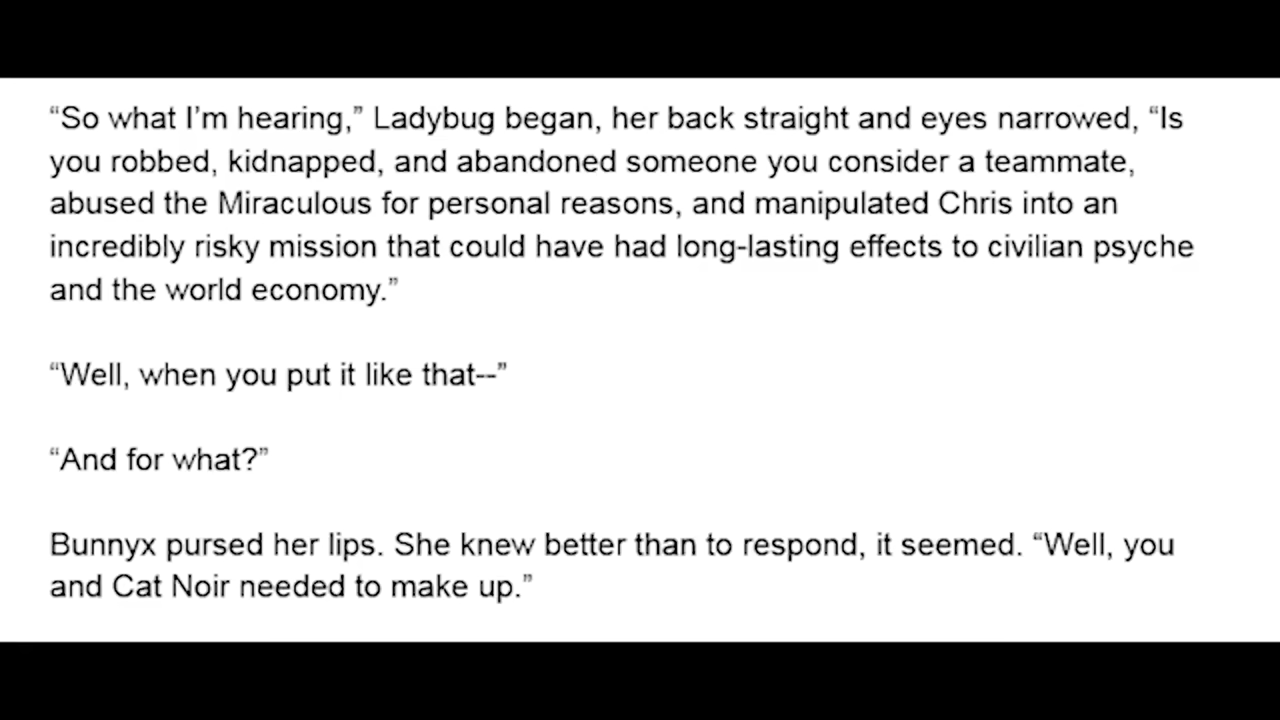 “So what I’m hearing,” Ladybug began, her back straight and eyes narrowed, “Is
you robbed, kidnapped, and abandoned someone you consider a teammate,
abused the Miraculous for personal reasons, and manipulated Chris into an
incredibly risky mission that could have had long-lasting effects to civilian psyche
and the world economy.”
“Well, when you put it like that--”
“And for what?”
Bunnyx pursed her lips. She knew better than to respond, it seemed. “Well, you
and Cat Noir needed to make up.”